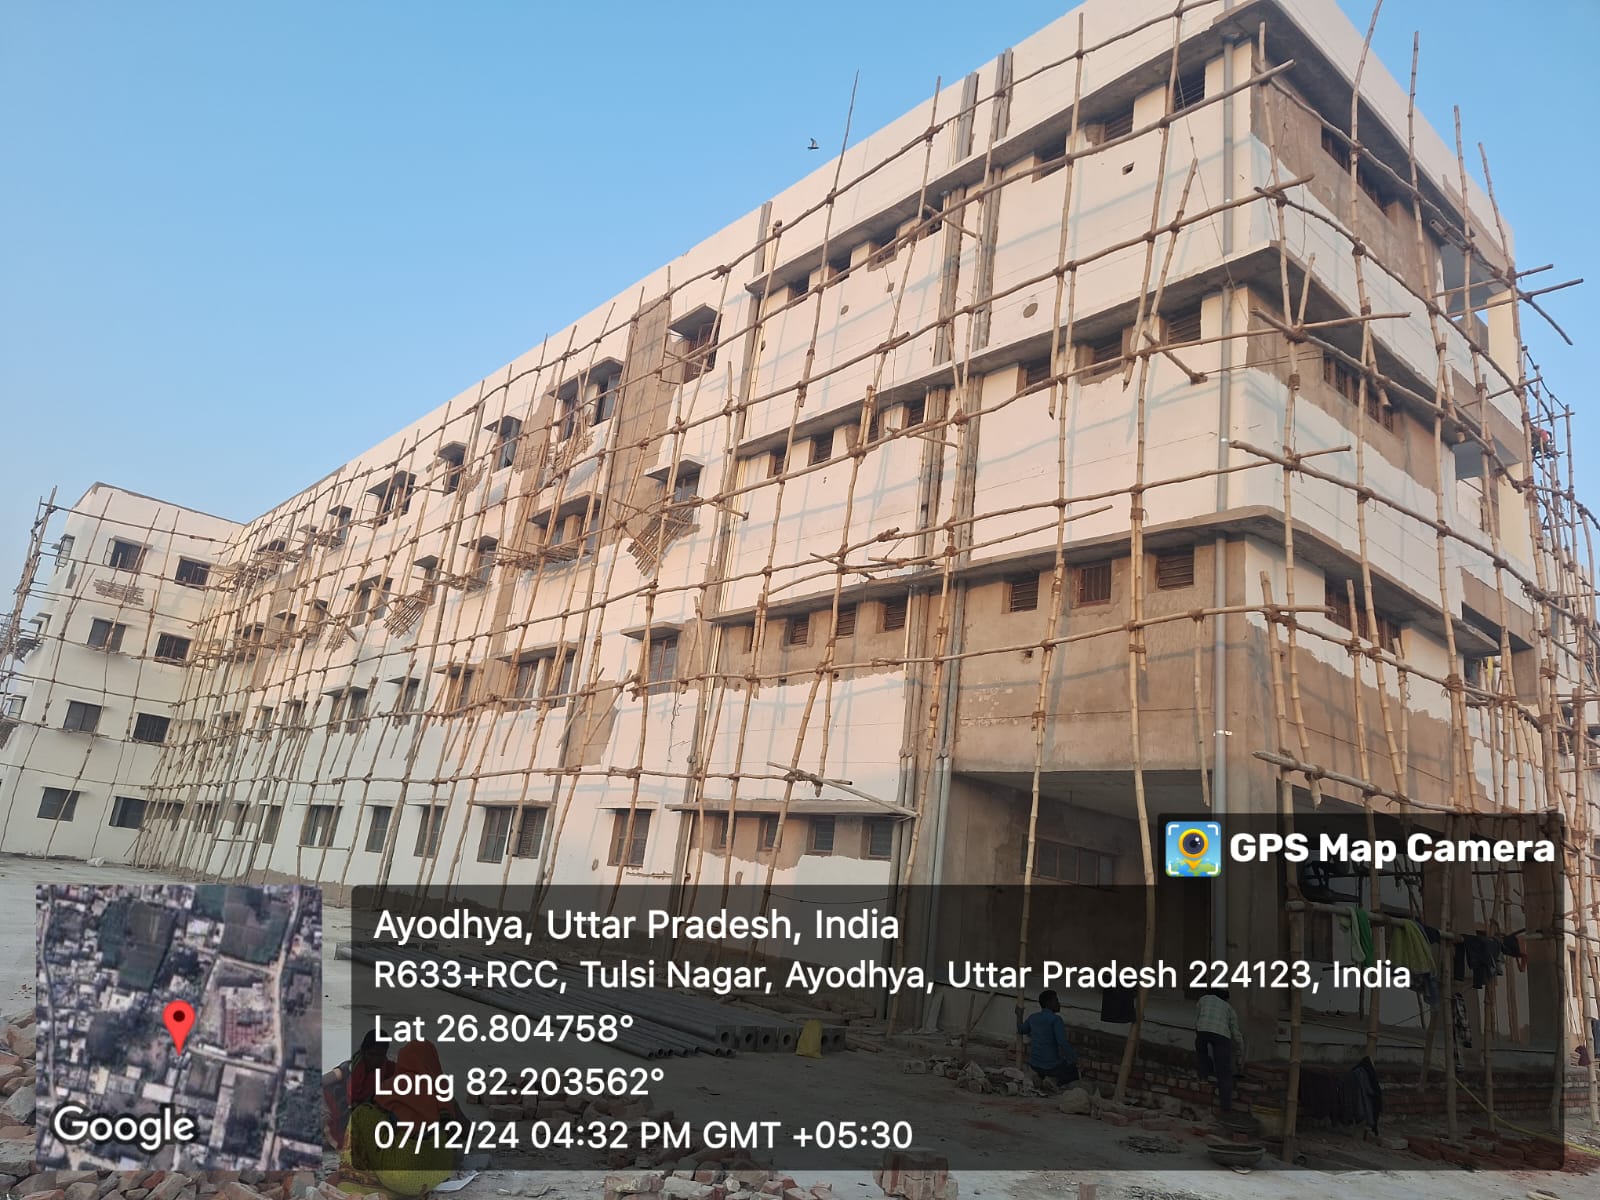 GPS Map Camera
Ayodhya, Uttar Pradesh, India
R633+RCC, Tulsi Nagar, Ayodhya, Uttar Pradesh 224123, India
Lat 26.804758°
Long 82.203562°
07/12/24 04:32 PM GMT +05:30
Google